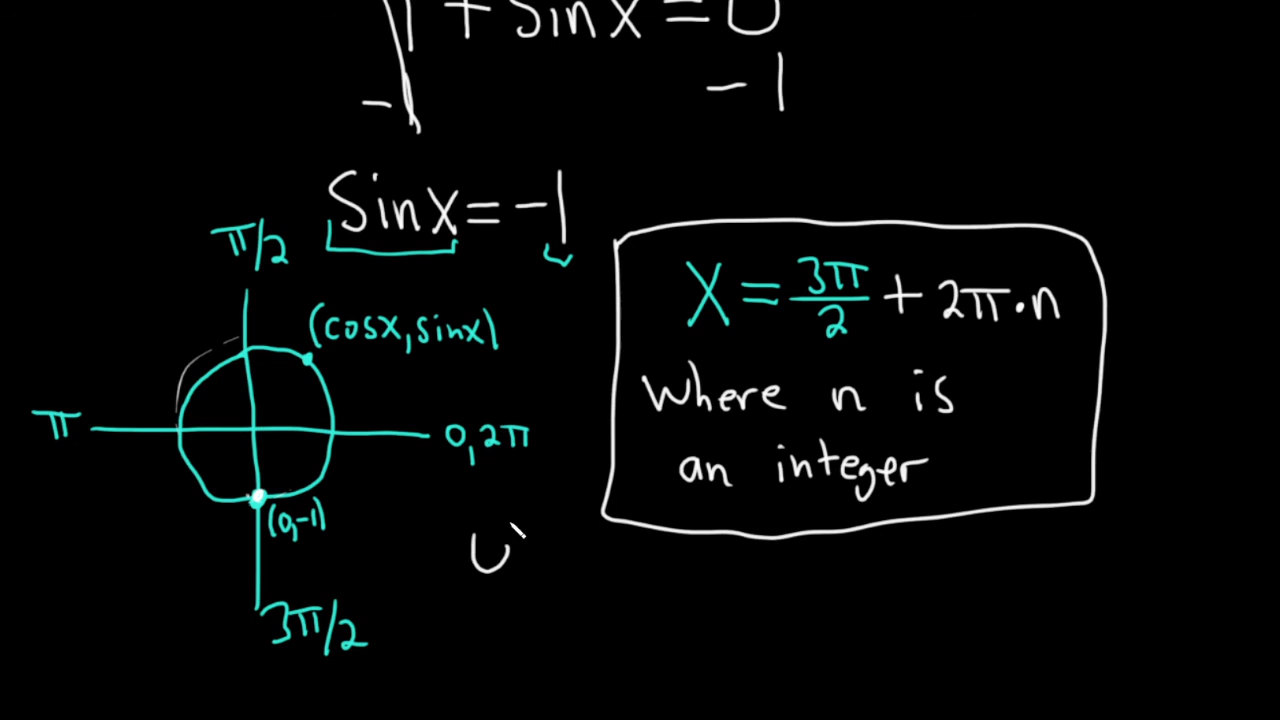 1 + Sinx = 0
-1 -1
Sinx = -1
π/2
(cosx, sinx)
π
0, 2π
(0,-1)
3π/2
X = 3π/2 + 2π·n
Where n is
an integer